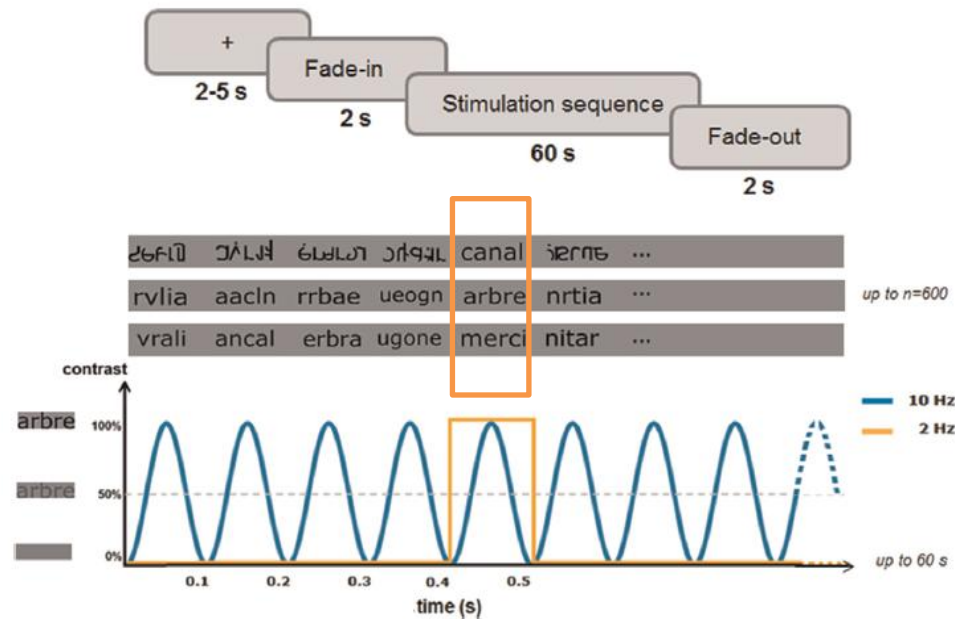 +
2-5 s
Fade-in
2 s
Stimulation sequence
60 s
Fade-out
2 s
canal ...
rvlia aacln rrbae ueogn arbre nrtia ...
up to n=600
vrali ancal erbra ugone merci nitar ...
contrast
arbre 100%
arbre 50%
0%
10 Hz
2 Hz
up to 60 s
0.1 0.2 0.3 0.4 0.5
time (s)